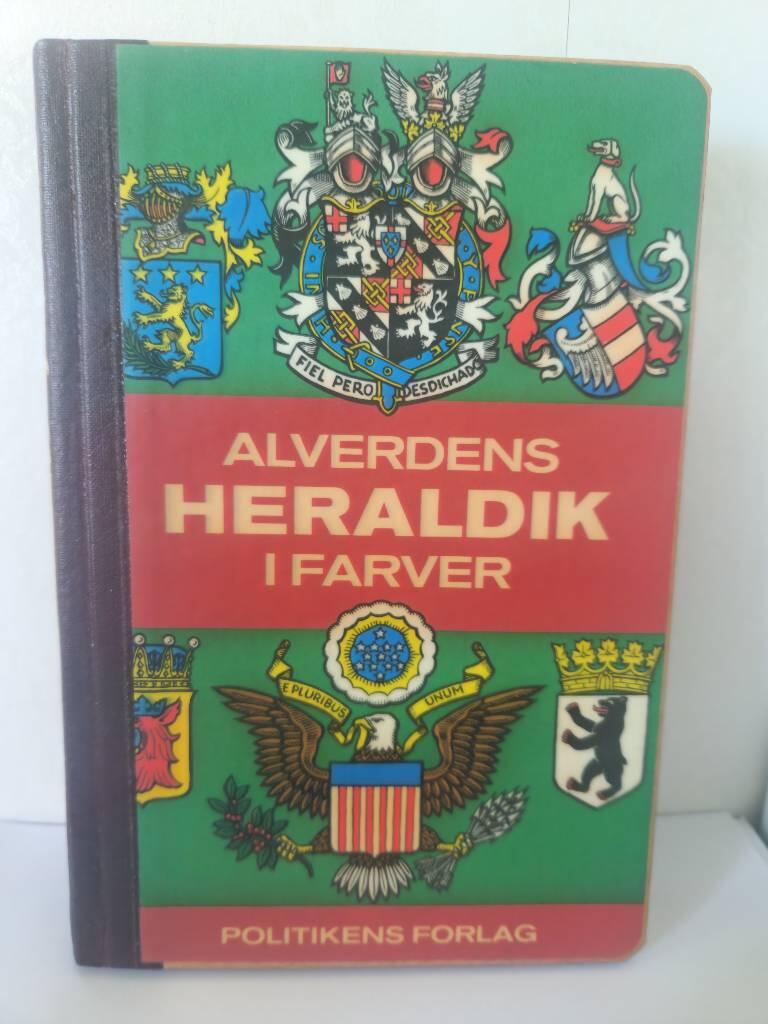 FIEL PERO DESDICHADO
ALVERDENS
HERALDIK
I FARVER
E PLURIBUS UNUM
POLITIKENS FORLAG